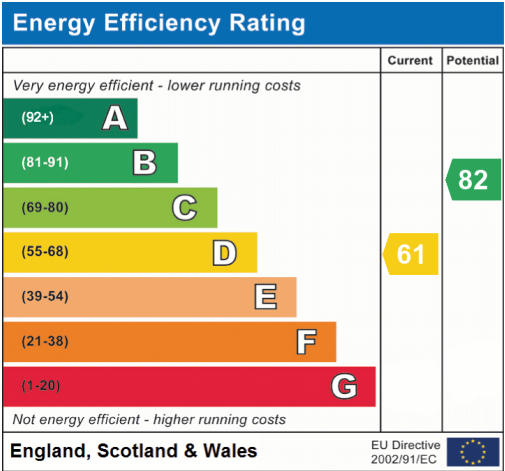 Energy Efficiency Rating
Current Potential
Very energy efficient - lower running costs
(92+) A
(81-91) B
82
(69-80) C
(55-68) D
61
(39-54) E
(21-38) F
(1-20) G
Not energy efficient - higher running costs
England, Scotland & Wales
EU Directive
2002/91/EC